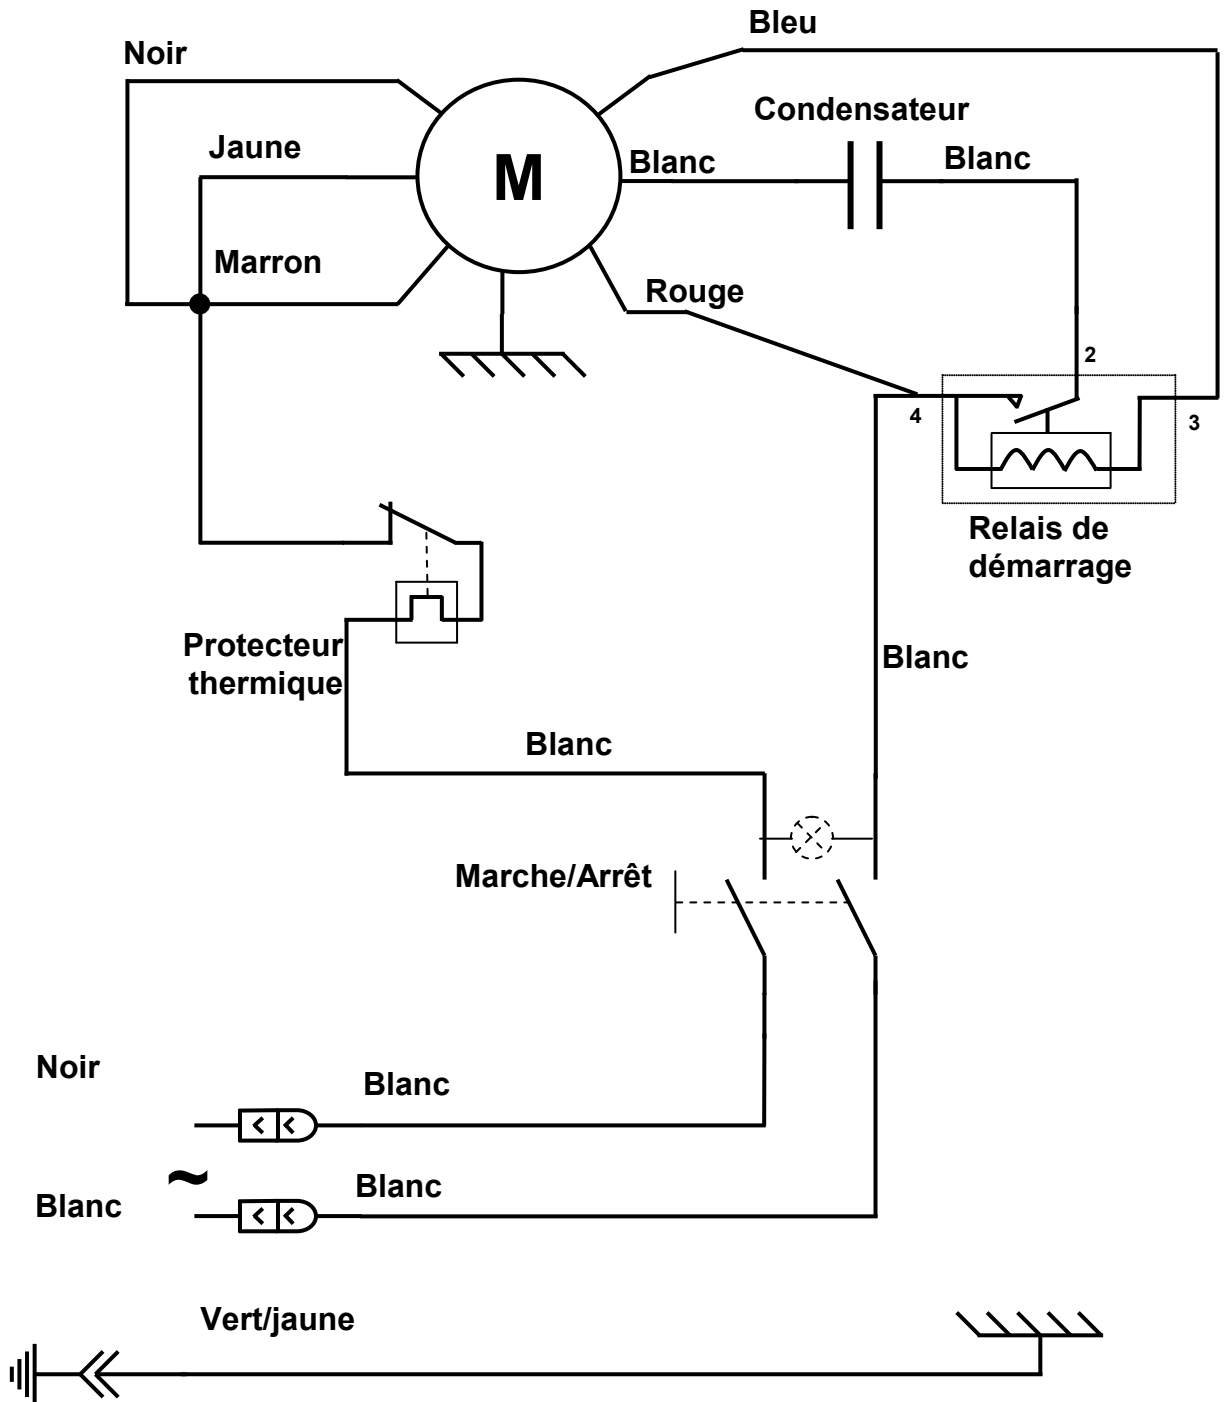 Bleu
Noir
Condensateur
Jaune
M
Blanc
Blanc
Marron
Rouge
2
4
3
Relais de
démarrage
Protecteur
thermique
Blanc
Blanc
Marche/Arrêt
Noir
Blanc
~
Blanc
Blanc
Vert/jaune